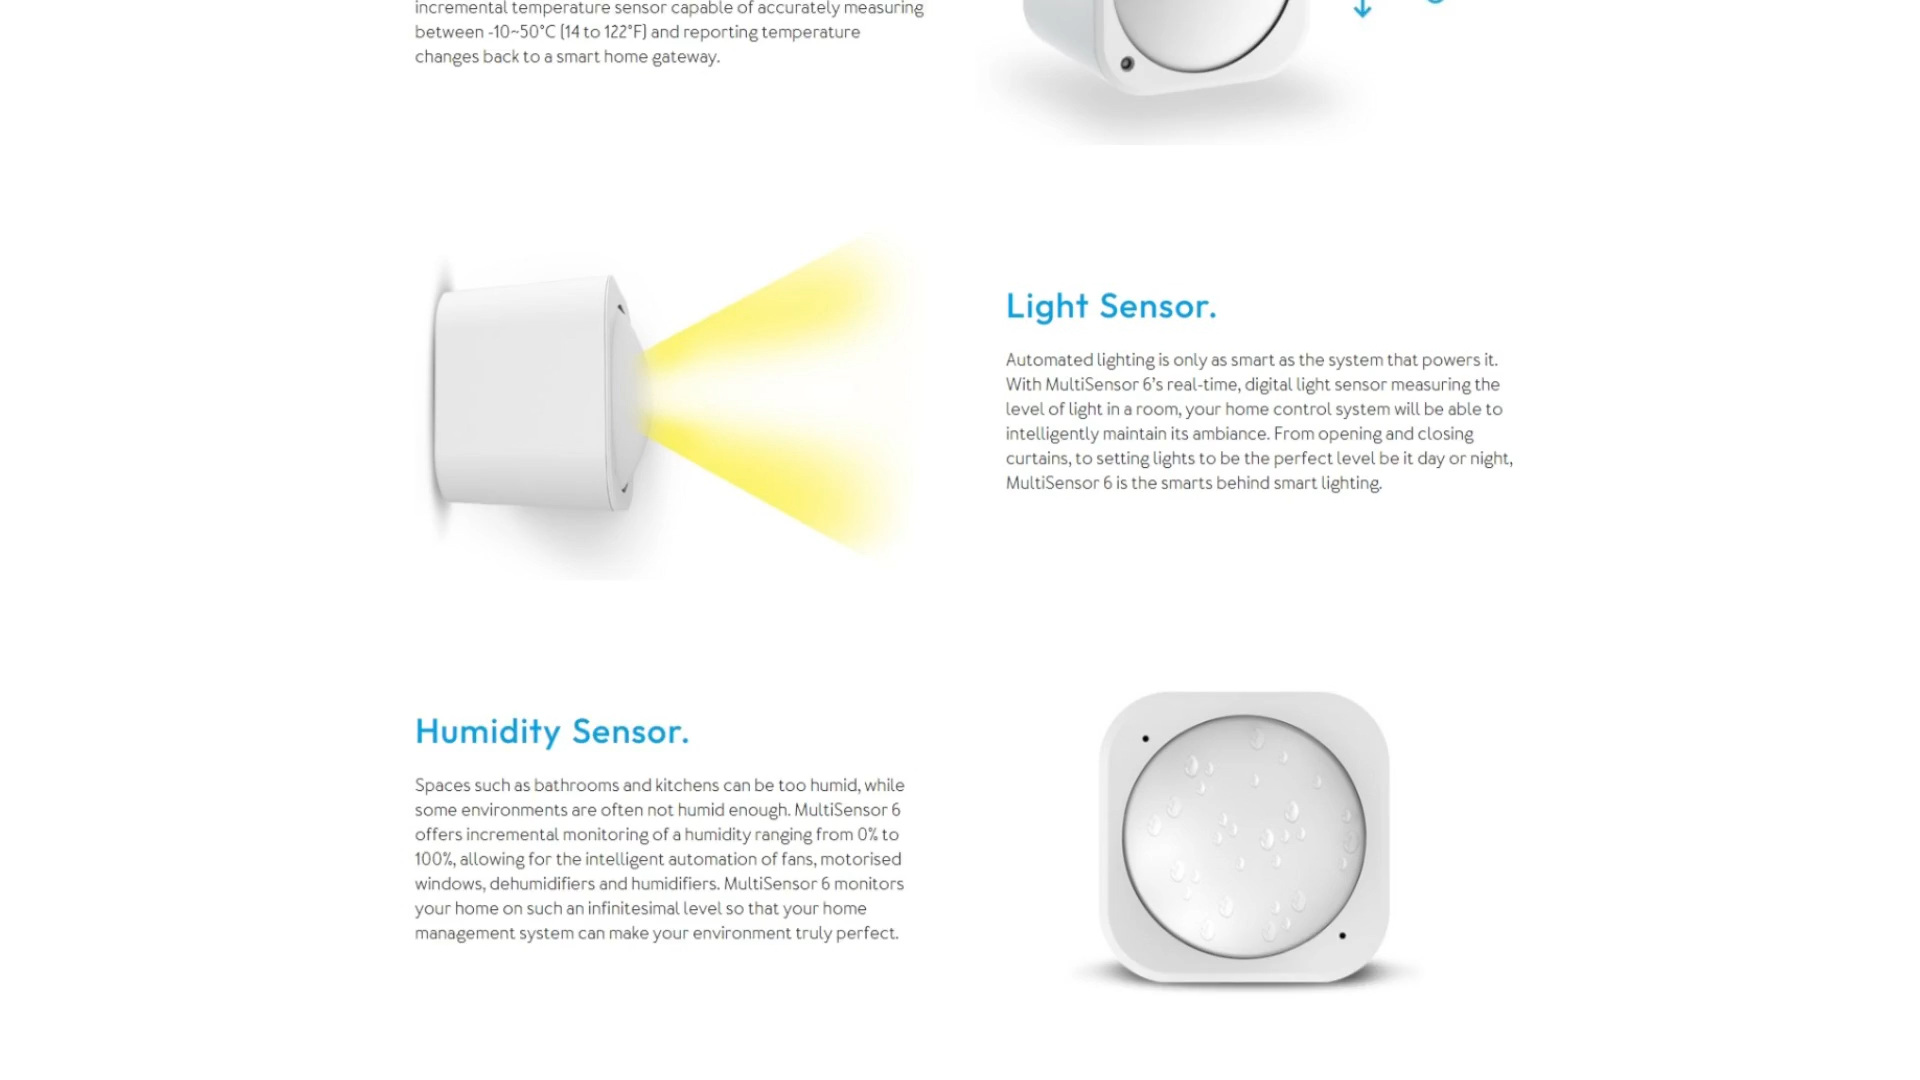 incremental temperature sensor capable of accurately measuring
between -10~50°C (14 to 122°F) and reporting temperature
changes back to a smart home gateway.
Light Sensor.
Automated lighting is only as smart as the system that powers it.
With MultiSensor 6's real-time, digital light sensor measuring the
level of light in a room, your home control system will be able to
intelligently maintain its ambiance. From opening and closing
curtains, to setting lights to be the perfect level be it day or night,
MultiSensor 6 is the smarts behind smart lighting.
Humidity Sensor.
Spaces such as bathrooms and kitchens can be too humid, while
some environments are often not humid enough. MultiSensor 6
offers incremental monitoring of a humidity ranging from 0% to
100%, allowing for the intelligent automation of fans, motorised
windows, dehumidifiers and humidifiers. MultiSensor 6 monitors
your home on such an infinitesimal level so that your home
management system can make your environment truly perfect.